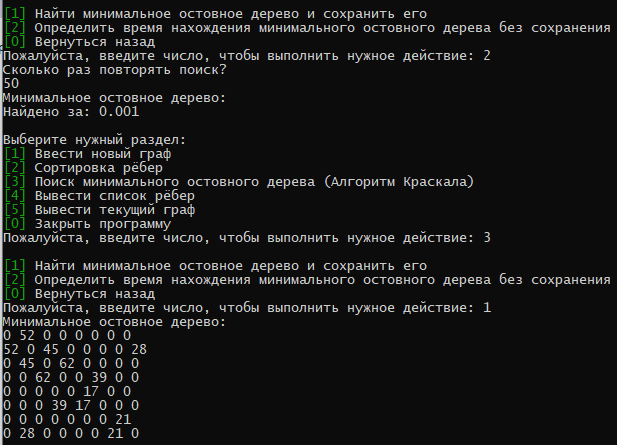 [1] Найти минимальное остовное дерево и сохранить его
[2] Определить время нахождения минимального остовного дерева без сохранения
[0] Вернуться назад
Пожалуйста, введите число, чтобы выполнить нужное действие: 2
Сколько раз повторять поиск?
50
Минимальное остовное дерево:
Найдено за: 0.001
Выберите нужный раздел:
[1] Ввести новый граф
[2] Сортировка рёбер
[3] Поиск минимального остовного дерева (Алгоритм Краскала)
[4] Вывести список рёбер
[5] Вывести текущий граф
[0] Закрыть программу
Пожалуйста, введите число, чтобы выполнить нужное действие: 3
[1] Найти минимальное остовное дерево и сохранить его
[2] Определить время нахождения минимального остовного дерева без сохранения
[0] Вернуться назад
Пожалуйста, введите число, чтобы выполнить нужное действие: 1
Минимальное остовное дерево:
0 52 0 0 0 0 0 0
52 0 45 0 0 0 0 28
0 45 0 62 0 0 0 0
0 0 62 0 0 39 0 0
0 0 0 0 0 17 0 0
0 0 0 39 17 0 0 0
0 0 0 0 0 0 0 21
0 28 0 0 0 0 21 0